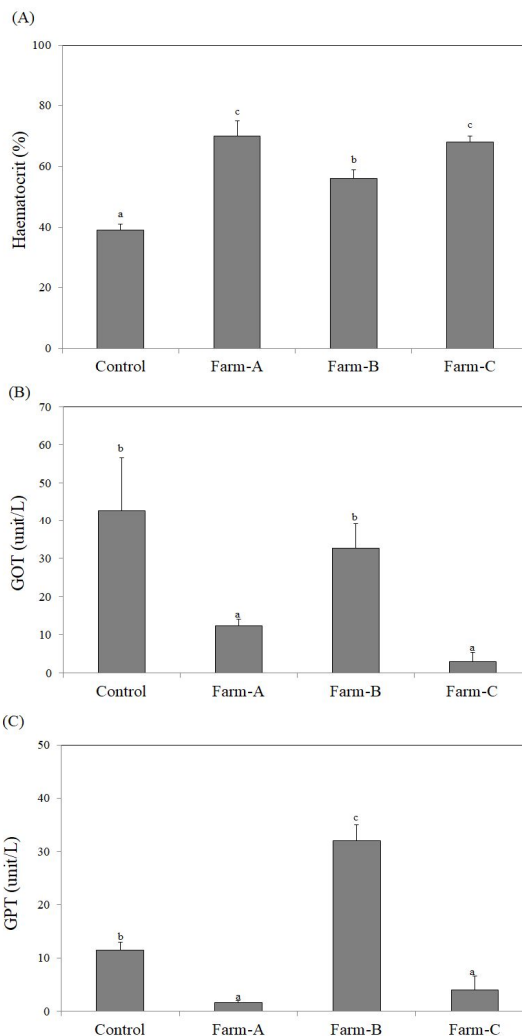 (A)
100
80
60
40
20
0
Haematocrit (%)
a
c
b
c
Control Farm-A Farm-B Farm-C
(B)
70
60
50
40
30
20
10
0
GOT (unit/L)
b
a
b
a
Control Farm-A Farm-B Farm-C
(C)
50
40
30
20
10
0
GPT (unit/L)
b
a
c
a
Control Farm-A Farm-B Farm-C